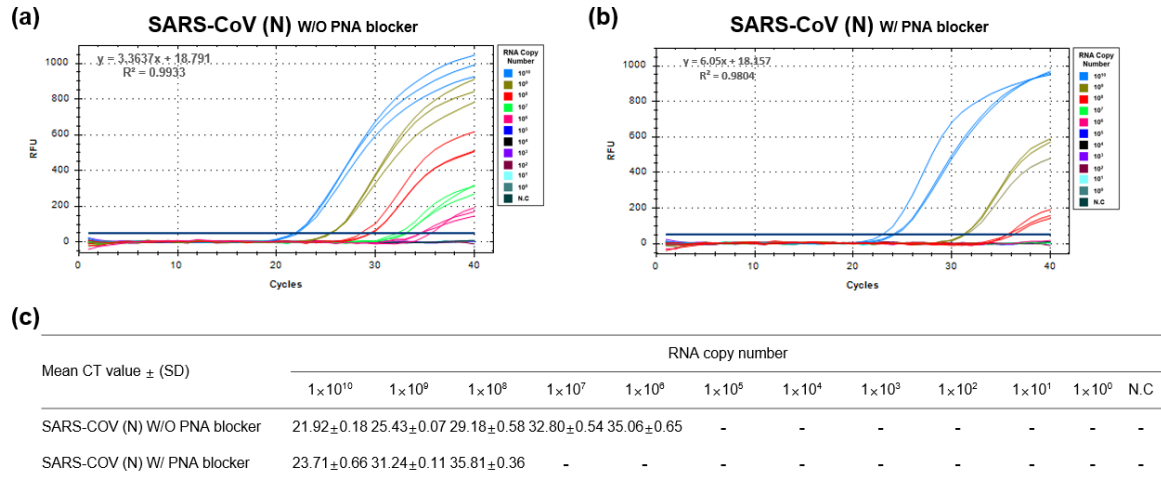 (a)
SARS-CoV (N) W/O PNA blocker
y = 3.3637x + 18.791
R² = 0.9933
1000
800
600
400
200
0
RFU
0 10 20 30 40
Cycles
RNA Copy
Number
10¹⁰
10⁹
10⁸
10⁷
10⁶
10⁵
10⁴
10³
10²
10¹
10⁰
N.C
(b)
SARS-CoV (N) W/ PNA blocker
y = 6.05x + 18.157
R² = 0.9804
1000
800
600
400
200
0
RFU
0 10 20 30 40
Cycles
RNA Copy
Number
10¹⁰
10⁹
10⁸
10⁷
10⁶
10⁵
10⁴
10³
10²
10¹
10⁰
N.C
(c)
Mean CT value ± (SD)
RNA copy number
1×10¹⁰ 1×10⁹ 1×10⁸ 1×10⁷ 1×10⁶ 1×10⁵ 1×10⁴ 1×10³ 1×10² 1×10¹ 1×10⁰ N.C
SARS-COV (N) W/O PNA blocker 21.92±0.18 25.43±0.07 29.18±0.58 32.80±0.54 35.06±0.65 - - - - - - -
SARS-COV (N) W/ PNA blocker 23.71±0.66 31.24±0.11 35.81±0.36 - - - - - - - - -